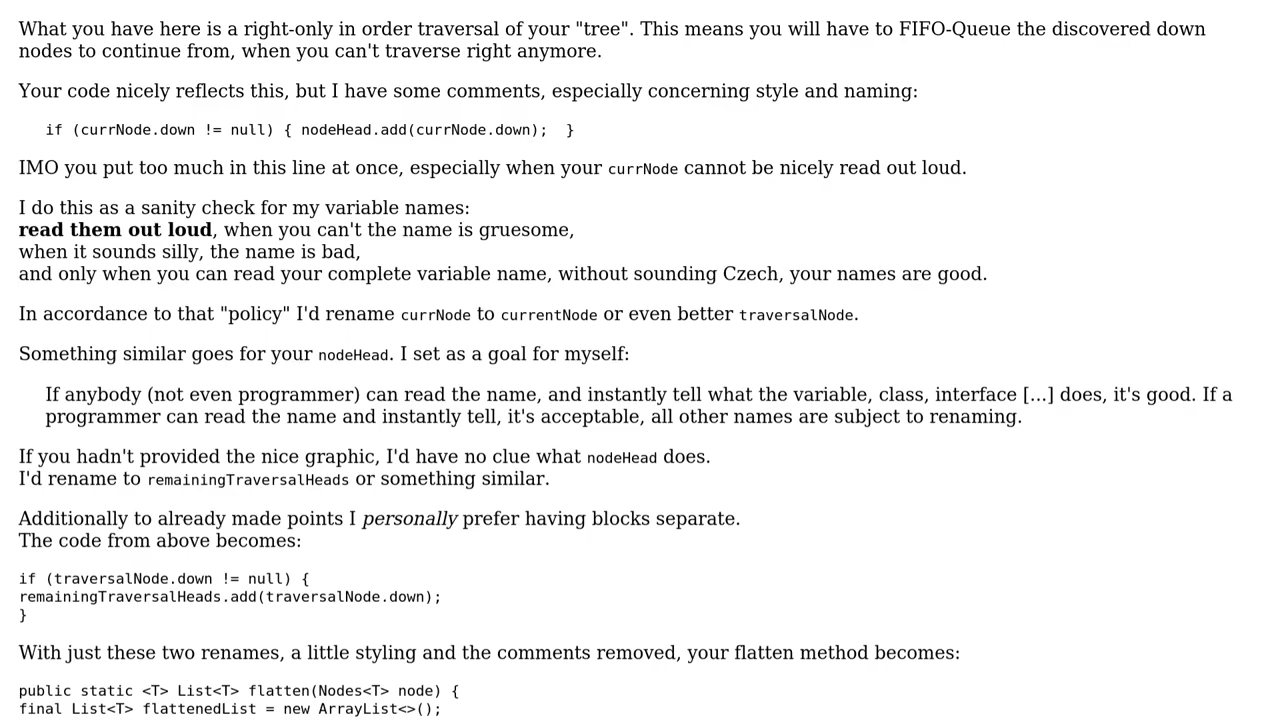 What you have here is a right-only in order traversal of your "tree". This means you will have to FIFO-Queue the discovered down
nodes to continue from, when you can't traverse right anymore.
Your code nicely reflects this, but I have some comments, especially concerning style and naming:
if (currNode.down != null) { nodeHead.add(currNode.down);  }
IMO you put too much in this line at once, especially when your currNode cannot be nicely read out loud.
I do this as a sanity check for my variable names:
read them out loud, when you can't the name is gruesome,
when it sounds silly, the name is bad,
and only when you can read your complete variable name, without sounding Czech, your names are good.
In accordance to that "policy" I'd rename currNode to currentNode or even better traversalNode.
Something similar goes for your nodeHead. I set as a goal for myself:
If anybody (not even programmer) can read the name, and instantly tell what the variable, class, interface [...] does, it's good. If a
programmer can read the name and instantly tell, it's acceptable, all other names are subject to renaming.
If you hadn't provided the nice graphic, I'd have no clue what nodeHead does.
I'd rename to remainingTraversalHeads or something similar.
Additionally to already made points I personally prefer having blocks separate.
The code from above becomes:
if (traversalNode.down != null) {
remainingTraversalHeads.add(traversalNode.down);
}
With just these two renames, a little styling and the comments removed, your flatten method becomes:
public static <T> List<T> flatten(Nodes<T> node) {
final List<T> flattenedList = new ArrayList<>();